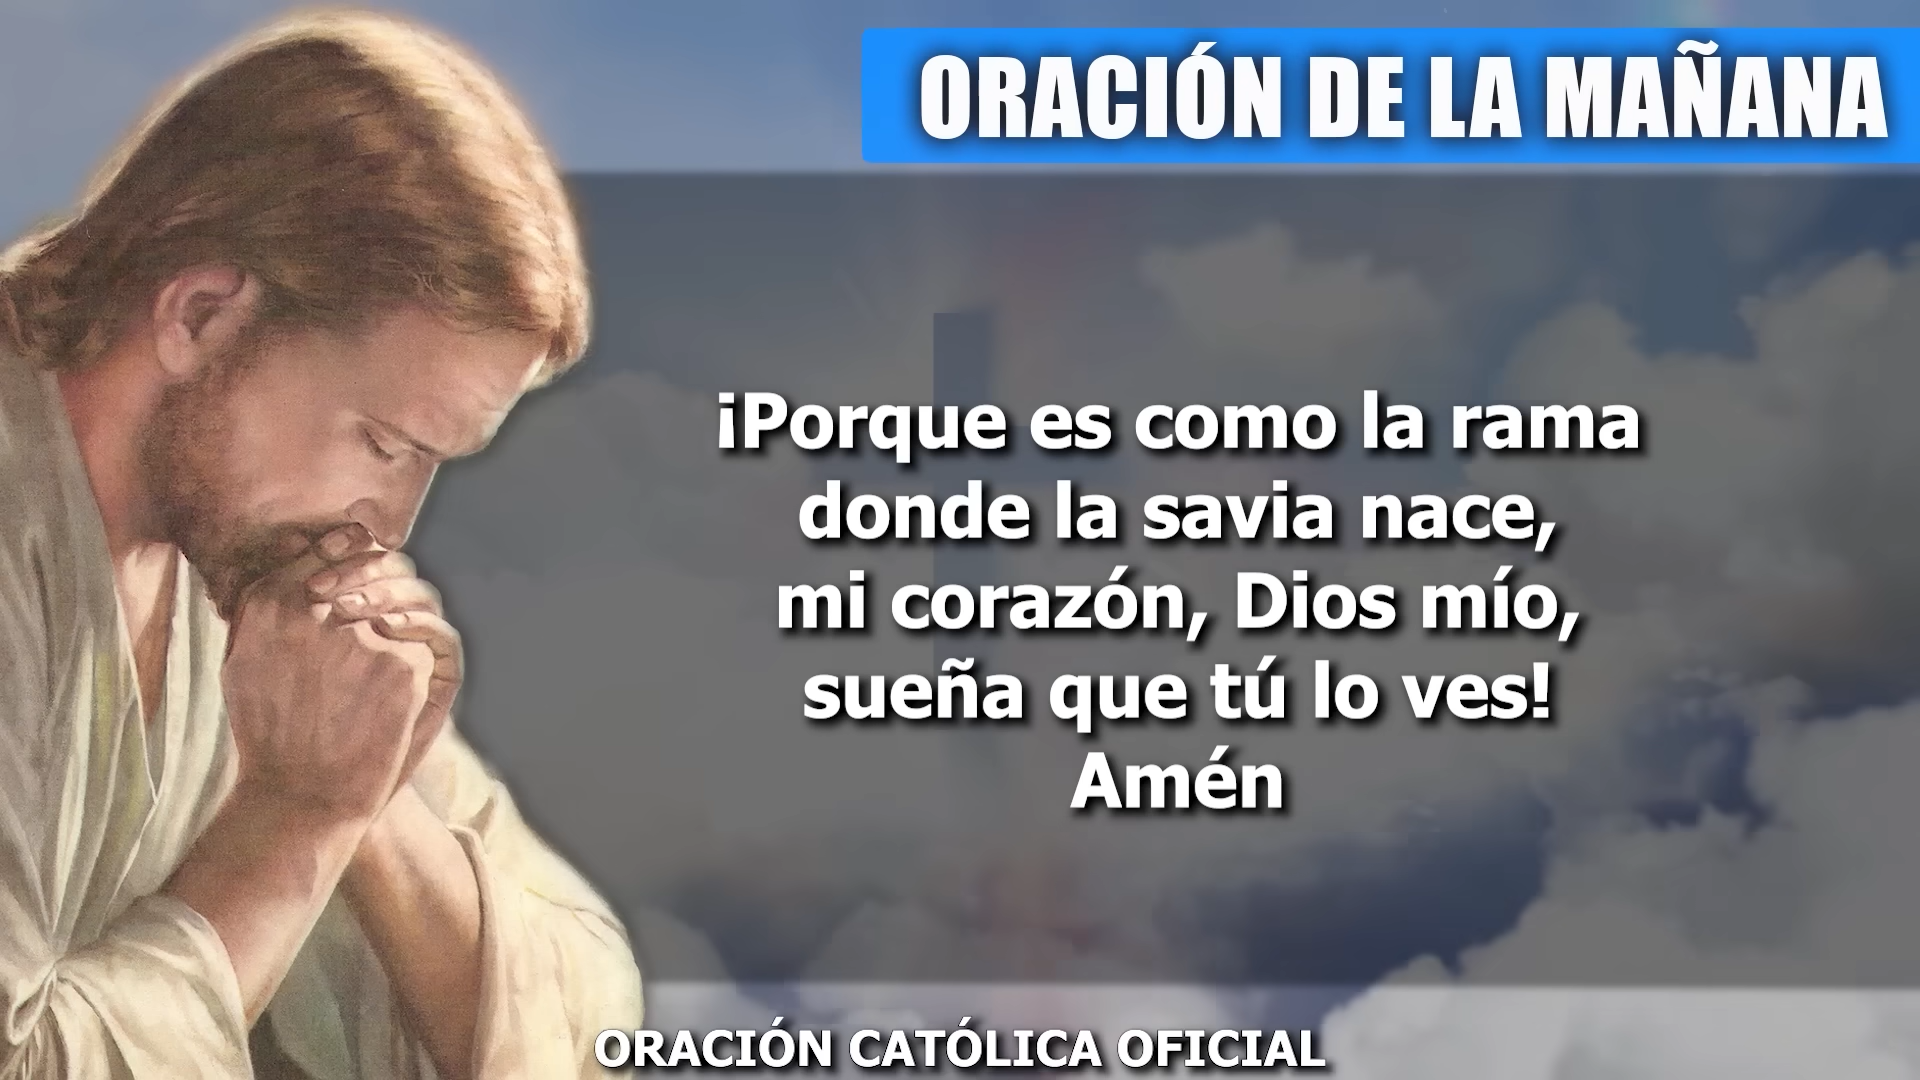 ORACIÓN DE LA MAÑANA
¡Porque es como la rama
donde la savia nace,
mi corazón, Dios mío,
sueña que tú lo ves!
Amén
ORACIÓN CATÓLICA OFICIAL